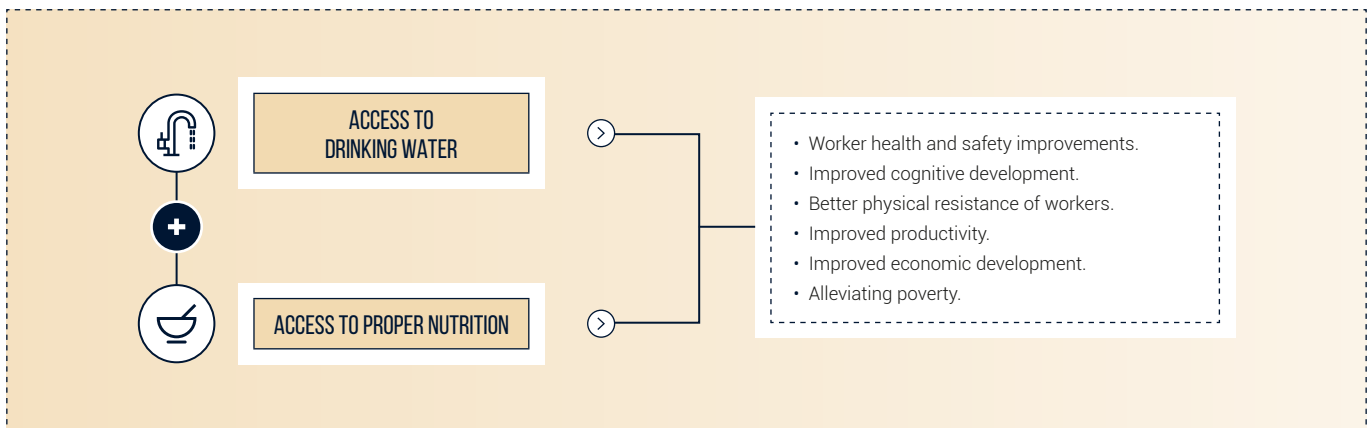 ACCESS TO
DRINKING WATER
ACCESS TO PROPER NUTRITION
• Worker health and safety improvements.
• Improved cognitive development.
• Better physical resistance of workers.
• Improved productivity.
• Improved economic development.
• Alleviating poverty.